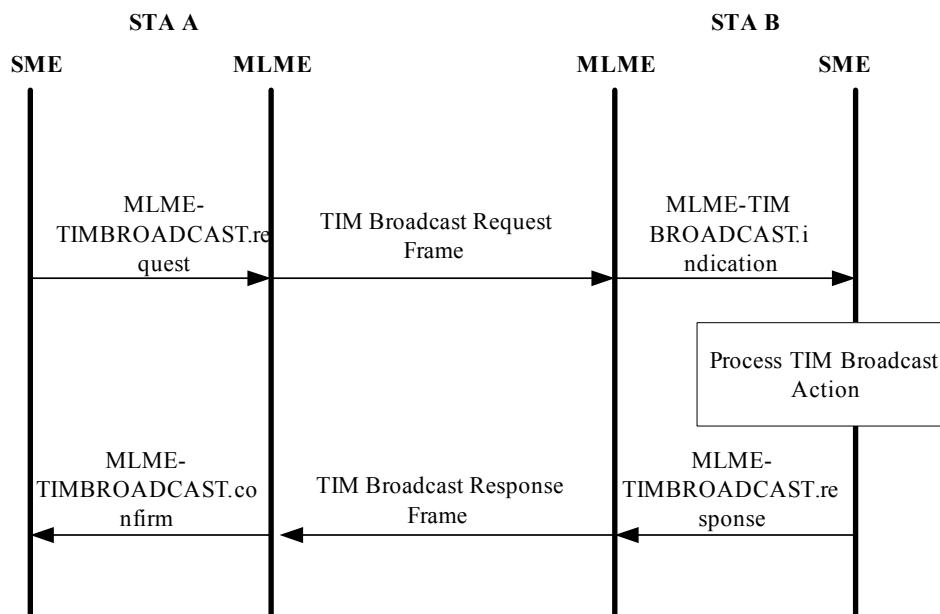 STA A
STA B
SME
MLME
MLME
SME
MLME-
TIMBROADCAST.re
quest
TIM Broadcast Request
Frame
MLME-TIM
BROADCAST.i
ndication
Process TIM Broadcast
Action
MLME-
TIMBROADCAST.co
nfirm
TIM Broadcast Response
Frame
MLME-
TIMBROADCAST.re
sponse